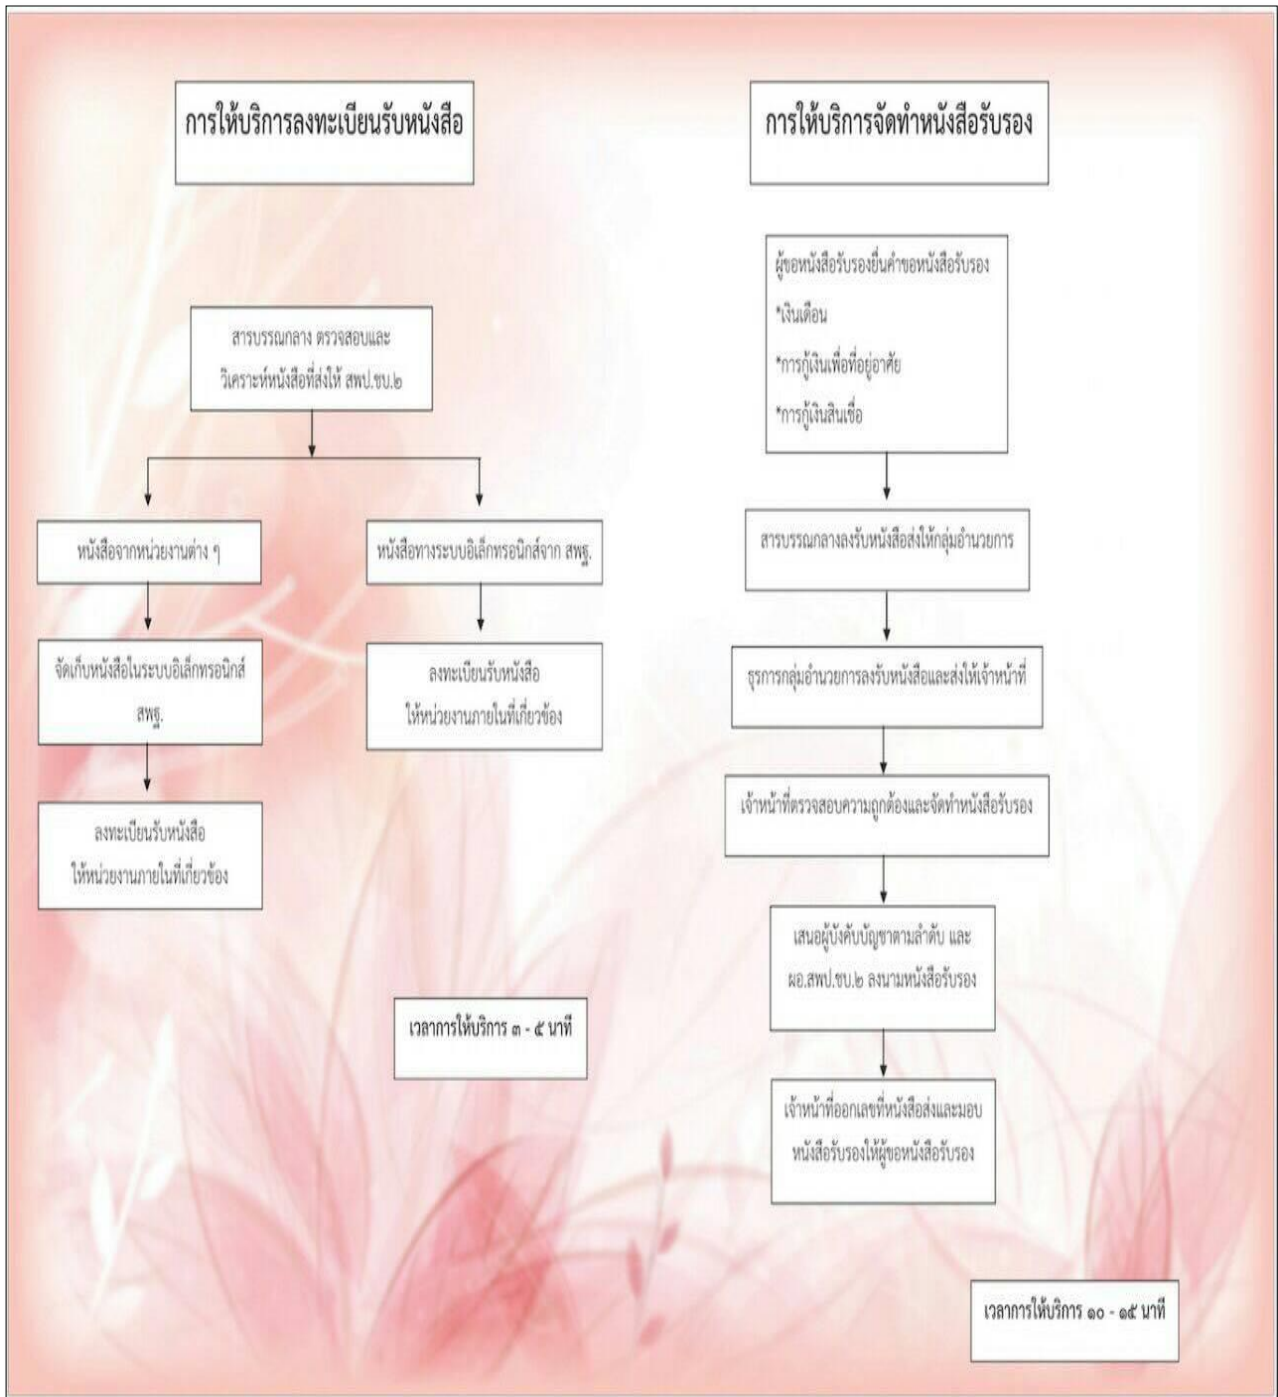 การให้บริการลงทะเบียนรับหนังสือ
สารบรรณกลาง ตรวจสอบและ
วิเคราะห์หนังสือที่ส่งให้ สพป.ชบ.๒
หนังสือจากหน่วยงานต่าง ๆ
จัดเก็บหนังสือในระบบอิเล็กทรอนิกส์
สพฐ.
ลงทะเบียนรับหนังสือ
ให้หน่วยงานภายในที่เกี่ยวข้อง
หนังสือทางระบบอิเล็กทรอนิกส์จาก สพฐ.
ลงทะเบียนรับหนังสือ
ให้หน่วยงานภายในที่เกี่ยวข้อง
เวลาการให้บริการ ๓ - ๕ นาที
การให้บริการจัดทำหนังสือรับรอง
ผู้ขอหนังสือรับรองยื่นคำขอหนังสือรับรอง
*เงินเดือน
*การกู้เงินเพื่อที่อยู่อาศัย
*การกู้เงินสินเชื่อ
สารบรรณกลางลงรับหนังสือส่งให้กลุ่มอำนวยการ
ธุรการกลุ่มอำนวยการลงรับหนังสือและส่งให้เจ้าหน้าที่
เจ้าหน้าที่ตรวจสอบความถูกต้องและจัดทำหนังสือรับรอง
เสนอผู้บังคับบัญชาตามลำดับ และ
ผอ.สพป.ชบ.๒ ลงนามหนังสือรับรอง
เจ้าหน้าที่ออกเลขที่หนังสือส่งและมอบ
หนังสือรับรองให้ผู้ขอหนังสือรับรอง
เวลาการให้บริการ ๑๐ - ๑๕ นาที